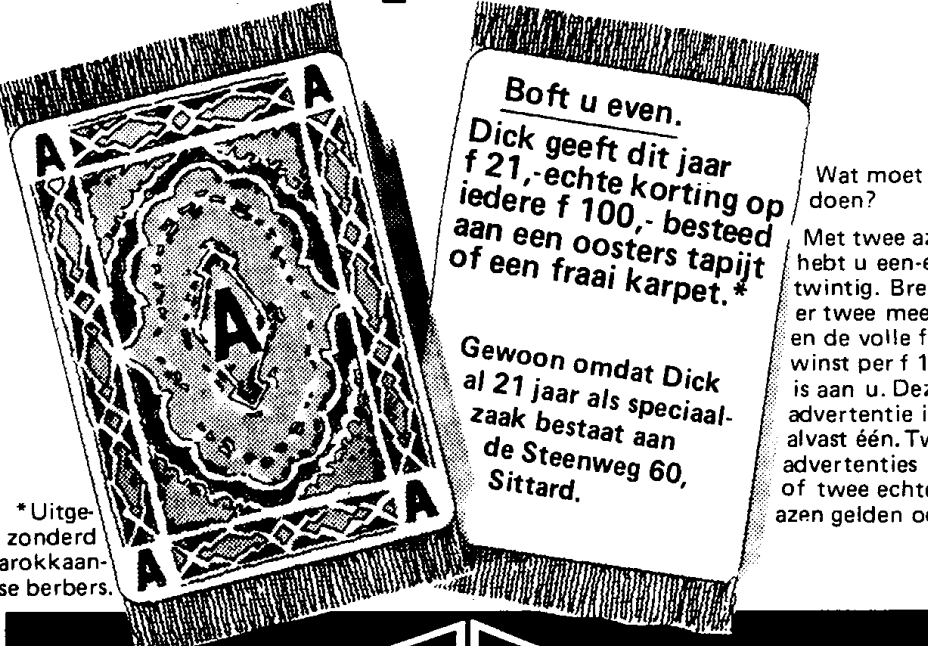 A
A
A
A
A
Boft u even.
Dick geeft dit jaar
f 21,-echte korting op
iedere f 100,- besteed
aan een oosters tapijt
of een fraai karpet.*
Gewoon omdat Dick
al 21 jaar als speciaal-
zaak bestaat aan
de Steenweg 60,
Sittard.
Wat moet
doen?
Met twee az
hebt u een-e
twintig. Bre
er twee mee
en de volle f
winst per f 1
is aan u. Dez
advertentie i
alvast één. Tw
advertenties
of twee echte
azen gelden oo
*Uitge-
zonderd
arokkaan-
se berbers.